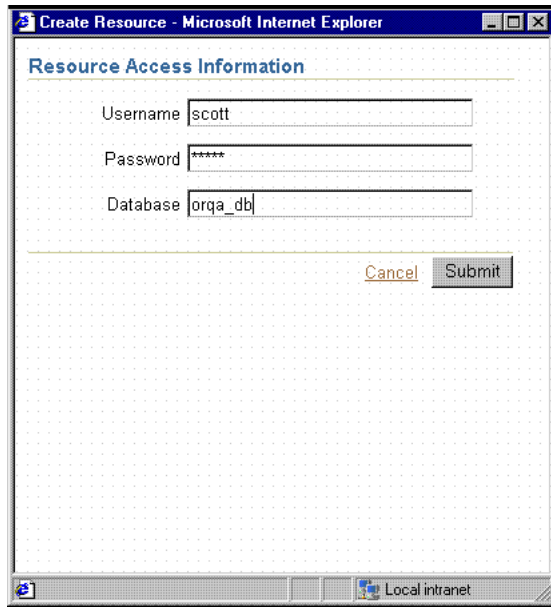 Create Resource - Microsoft Internet Explorer
Resource Access Information
Username scott
Password *****
Database orqa_db
Cancel Submit
Local intranet